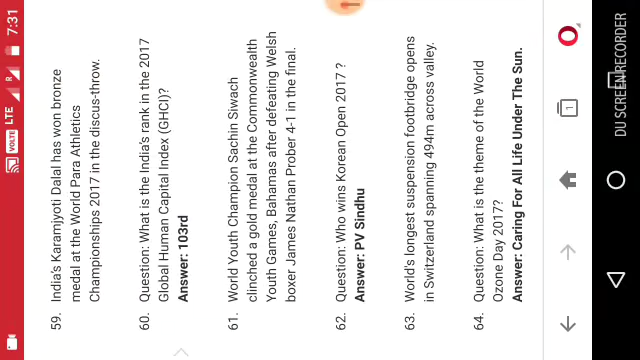 7:31
VOLTE LTE R
59. India's Karamjyoti Dalal has won bronze
medal at the World Para Athletics
Championships 2017 in the discus-throw.
60. Question: What is the India's rank in the 2017
Global Human Capital Index (GHCI)?
Answer: 103rd
61. World Youth Champion Sachin Siwach
clinched a gold medal at the Commonwealth
Youth Games, Bahamas after defeating Welsh
boxer James Nathan Prober 4-1 in the final.
62. Question: Who wins Korean Open 2017 ?
Answer: PV Sindhu
63. World's longest suspension footbridge opens
in Switzerland spanning 494m across valley.
64. Question: What is the theme of the World
Ozone Day 2017?
Answer: Caring For All Life Under The Sun.
1
DU SCREEN RECORDER